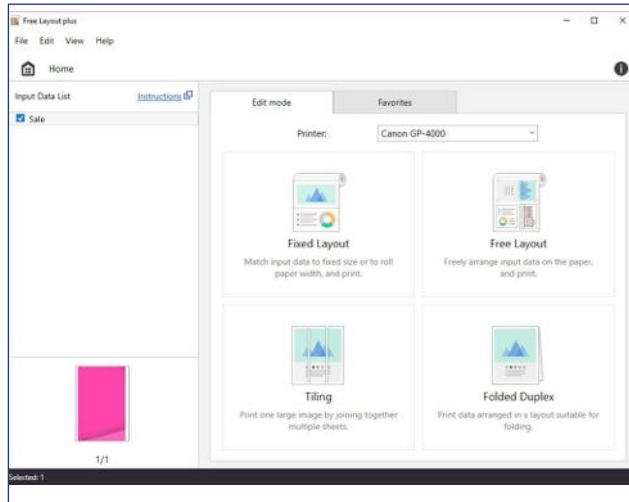 Free Layout plus
File Edit View Help
Home
Input Data List Instructions
Sale
Edit mode Favorites
Printer: Canon GP-4000
Fixed Layout
Match input data to fixed size or to roll
paper width, and print.
Free Layout
Freely arrange input data on the paper,
and print.
Tiling
Print one large image by joining together
multiple sheets.
Folded Duplex
Print data arranged in a layout suitable for
folding.
1/1
Selected: 1